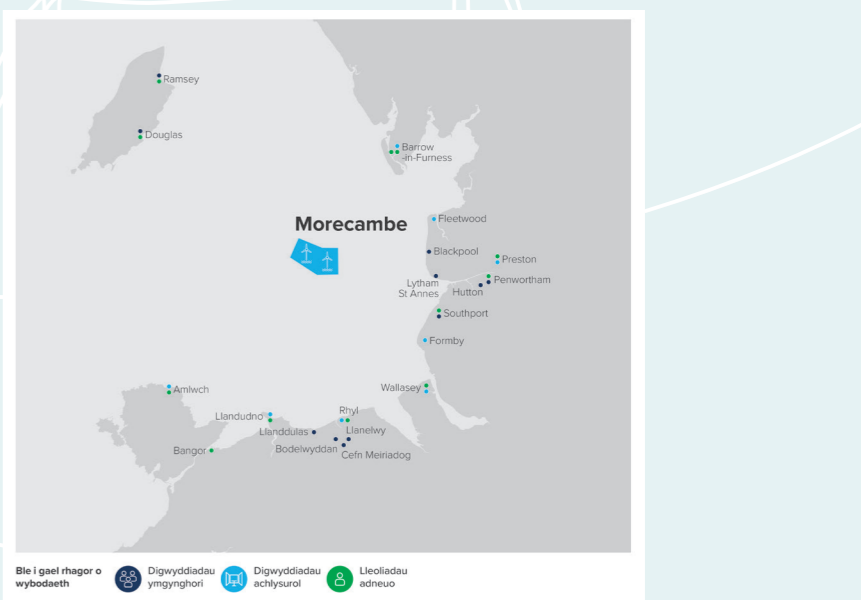 Ramsey
Douglas
Barrow
-in-Furness
Fleetwood
Morecambe
Blackpool
Preston
Lytham
St Annes
Hutton
Penwortham
Southport
Formby
Amlwch
Wallasey
Llandudno
Rhyl
Llanddulas
Llanelwy
Bangor
Bodelwyddan
Cefn Meiriadog
Ble i gael rhagor o
wybodaeth
Digwyddiadau
ymgynghori
Digwyddiadau
achlysurol
Lleoliadau
adneuo